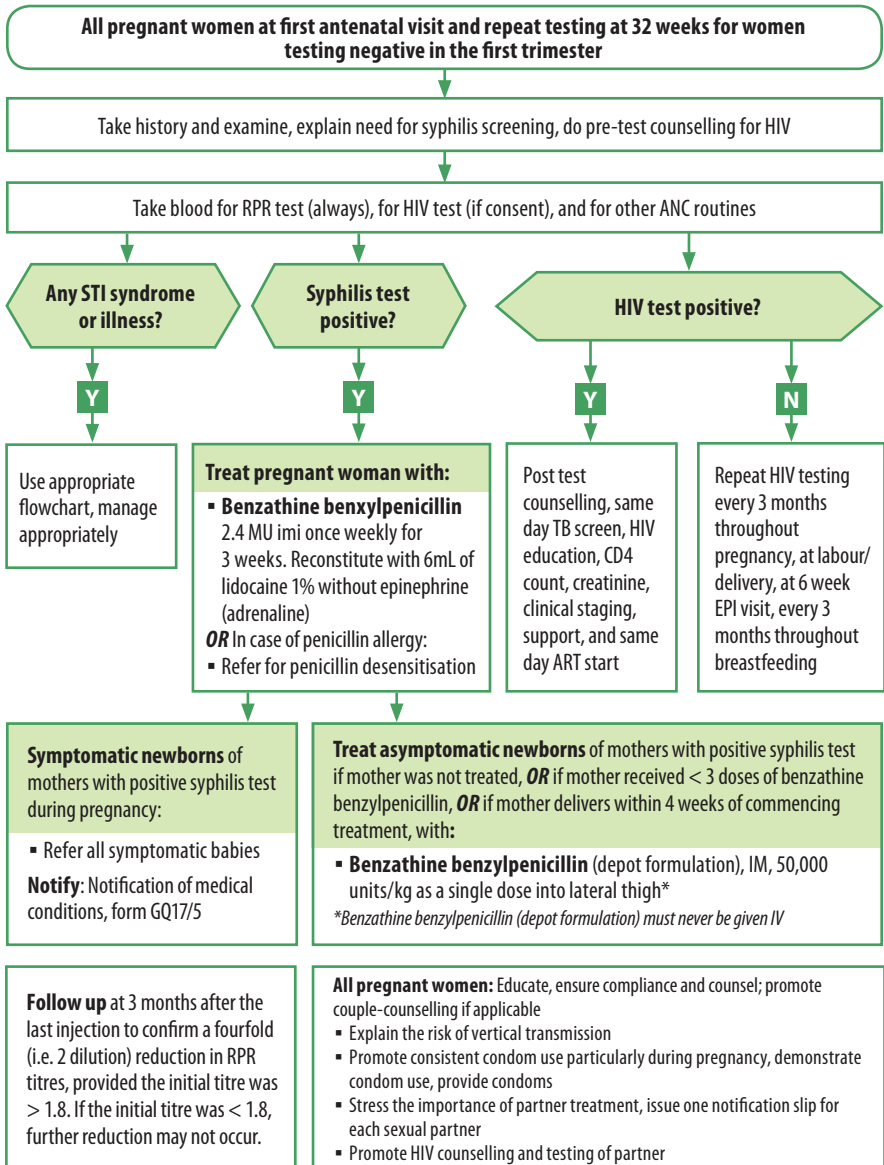 All pregnant women at first antenatal visit and repeat testing at 32 weeks for women
testing negative in the first trimester
Take history and examine, explain need for syphilis screening, do pre-test counselling for HIV
Take blood for RPR test (always), for HIV test (if consent), and for other ANC routines
Any STI syndrome
or illness?
Syphilis test
positive?
HIV test positive?
Y
Y
Y
N
Use appropriate
flowchart, manage
appropriately
Treat pregnant woman with:
▪ Benzathine benxylpenicillin
2.4 MU imi once weekly for
3 weeks. Reconstitute with 6mL of
lidocaine 1% without epinephrine
(adrenaline)
OR In case of penicillin allergy:
▪ Refer for penicillin desensitisation
Post test
counselling, same
day TB screen, HIV
education, CD4
count, creatinine,
clinical staging,
support, and same
day ART start
Repeat HIV testing
every 3 months
throughout
pregnancy, at labour/
delivery, at 6 week
EPI visit, every 3
months throughout
breastfeeding
Symptomatic newborns of
mothers with positive syphilis test
during pregnancy:
▪ Refer all symptomatic babies
Notify: Notification of medical
conditions, form GQ17/5
Treat asymptomatic newborns of mothers with positive syphilis test
if mother was not treated, OR if mother received < 3 doses of benzathine
benzylpenicillin, OR if mother delivers within 4 weeks of commencing
treatment, with:
▪ Benzathine benzylpenicillin (depot formulation), IM, 50,000
units/kg as a single dose into lateral thigh*
*Benzathine benzylpenicillin (depot formulation) must never be given IV
Follow up at 3 months after the
last injection to confirm a fourfold
(i.e. 2 dilution) reduction in RPR
titres, provided the initial titre was
> 1.8. If the initial titre was < 1.8,
further reduction may not occur.
All pregnant women: Educate, ensure compliance and counsel; promote
couple-counselling if applicable
▪ Explain the risk of vertical transmission
▪ Promote consistent condom use particularly during pregnancy, demonstrate
condom use, provide condoms
▪ Stress the importance of partner treatment, issue one notification slip for
each sexual partner
▪ Promote HIV counselling and testing of partner